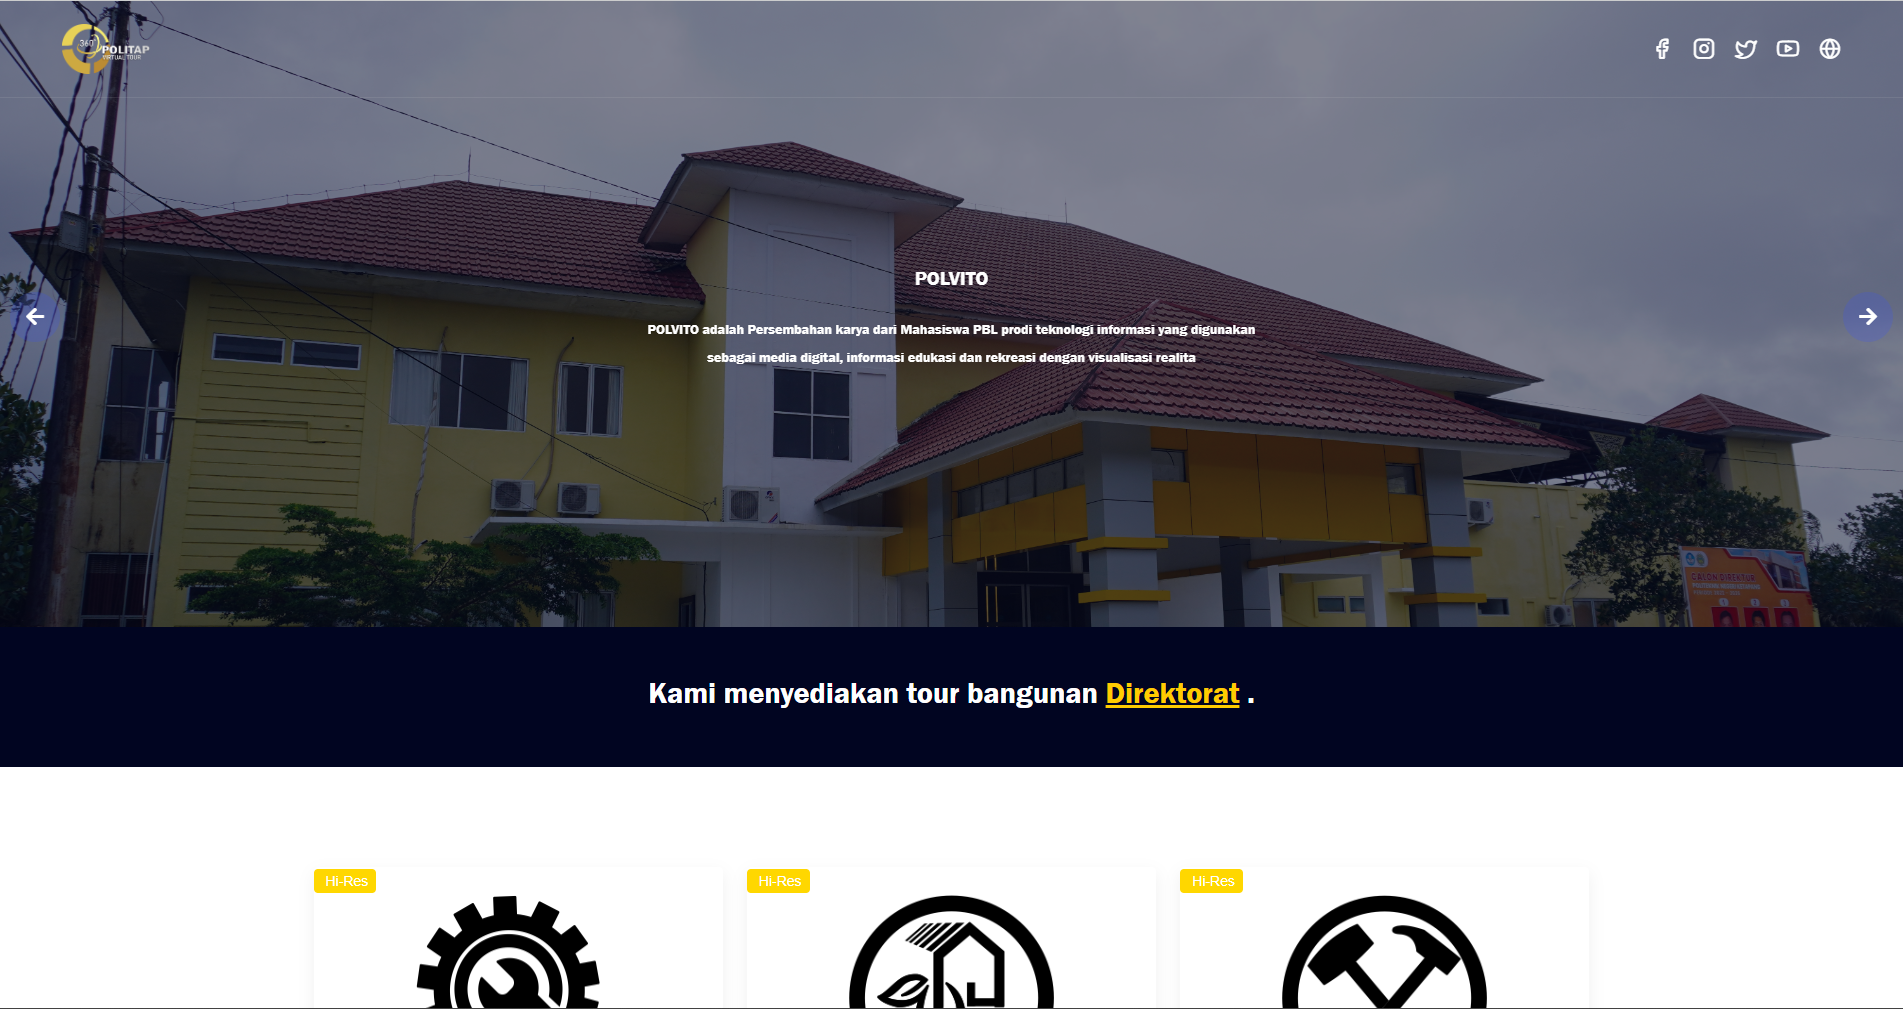 360°
POLITAP
VIRTUAL TOUR
POLVITO
POLVITO adalah Persembahan karya dari Mahasiswa PBL prodi teknologi informasi yang digunakan
sebagai media digital, informasi edukasi dan rekreasi dengan visualisasi realita
CALON DIREKTUR
Kami menyediakan tour bangunan Direktorat .
Hi-Res
Hi-Res
Hi-Res